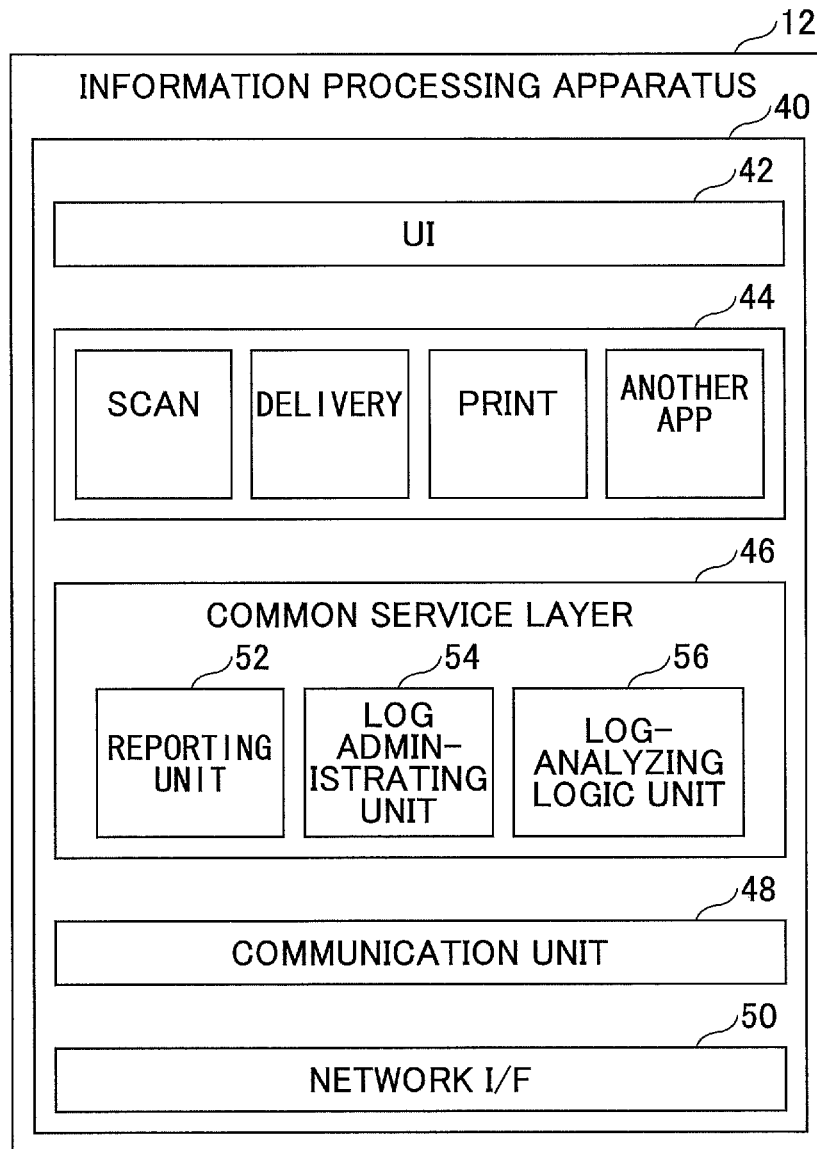 12
INFORMATION PROCESSING APPARATUS
40
42
UI
44
SCAN
DELIVERY
PRINT
ANOTHER
APP
46
COMMON SERVICE LAYER
52
REPORTING
UNIT
54
LOG
ADMIN-
ISTRATING
UNIT
56
LOG-
ANALYZING
LOGIC UNIT
48
COMMUNICATION UNIT
50
NETWORK I/F